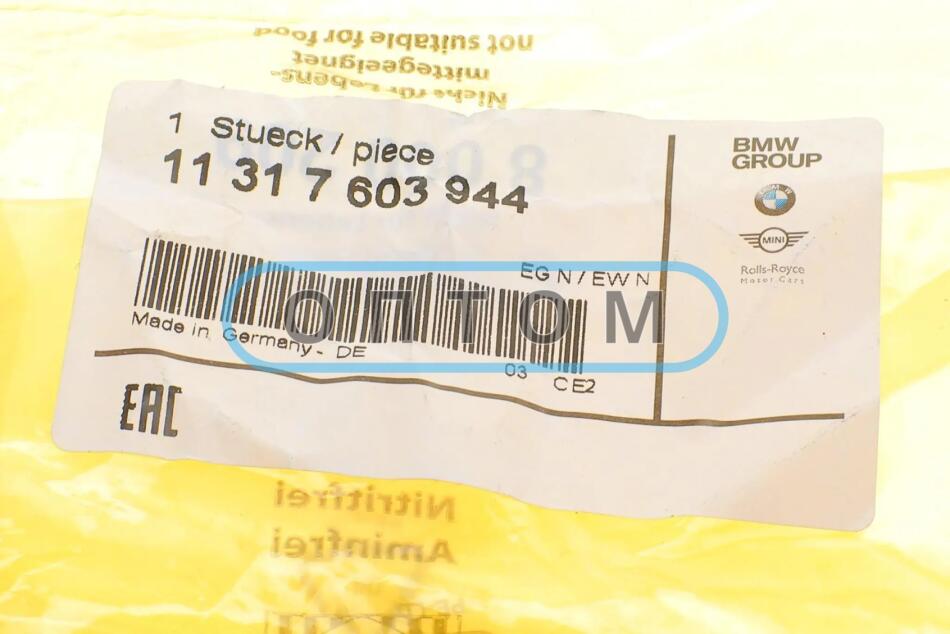 not suitable for food
mittegeeignet
Nicht für Lebens-
1 Stueck / piece
11 31 7 603 944
BMW
GROUP
MINI
Rolls-Royce
Motor Cars
EG N / EW N
ОПТОМ
Made in Germany - DE
03 CE2
EAC
Nitritfrei
Aminfrei